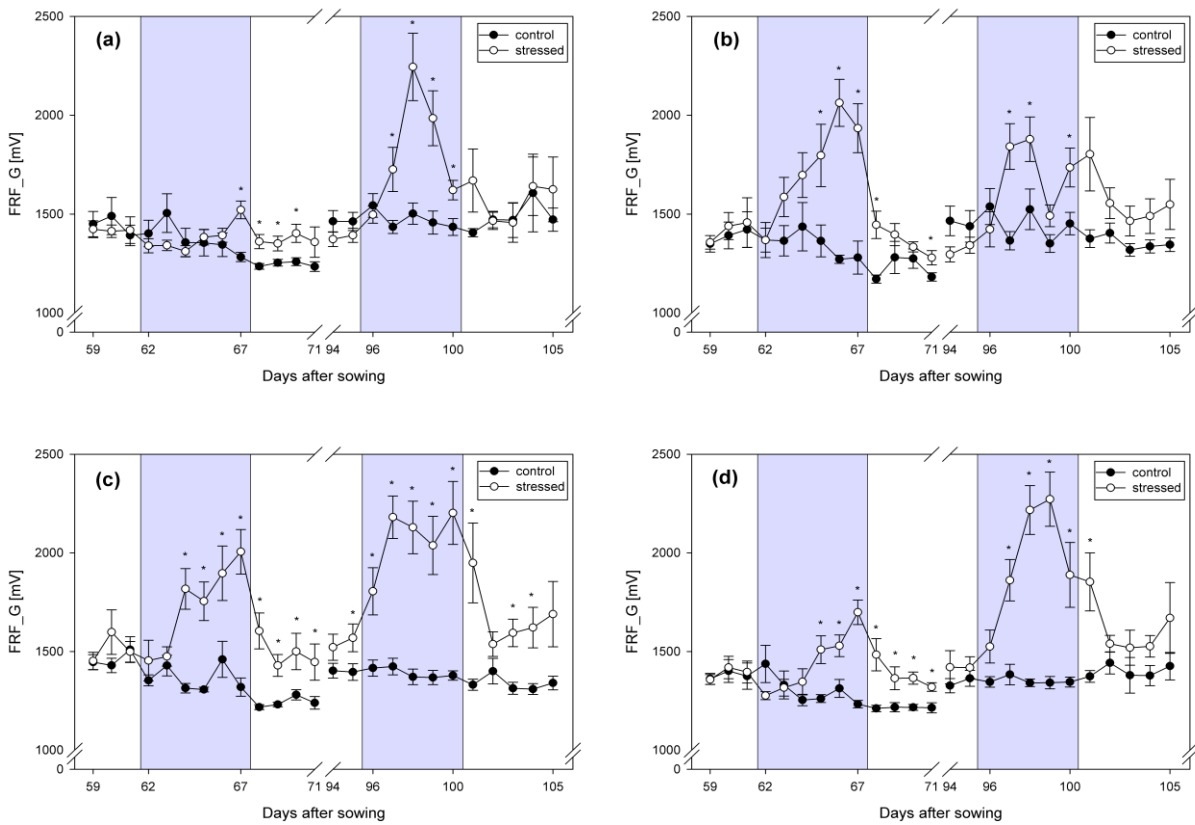 (a)
control
stressed
FRF_G [mV]
2500
2000
1500
1000
0
* * * * * * * *
59 62 67 71 94 96 100 105
Days after sowing
(b)
control
stressed
FRF_G [mV]
2500
2000
1500
1000
0
* * * * * * * *
59 62 67 71 94 96 100 105
Days after sowing
(c)
control
stressed
FRF_G [mV]
2500
2000
1500
1000
0
* * * * * * * * * * * * * * * * *
59 62 67 71 94 96 100 105
Days after sowing
(d)
control
stressed
FRF_G [mV]
2500
2000
1500
1000
0
* * * * * * * * * * * *
59 62 67 71 94 96 100 105
Days after sowing